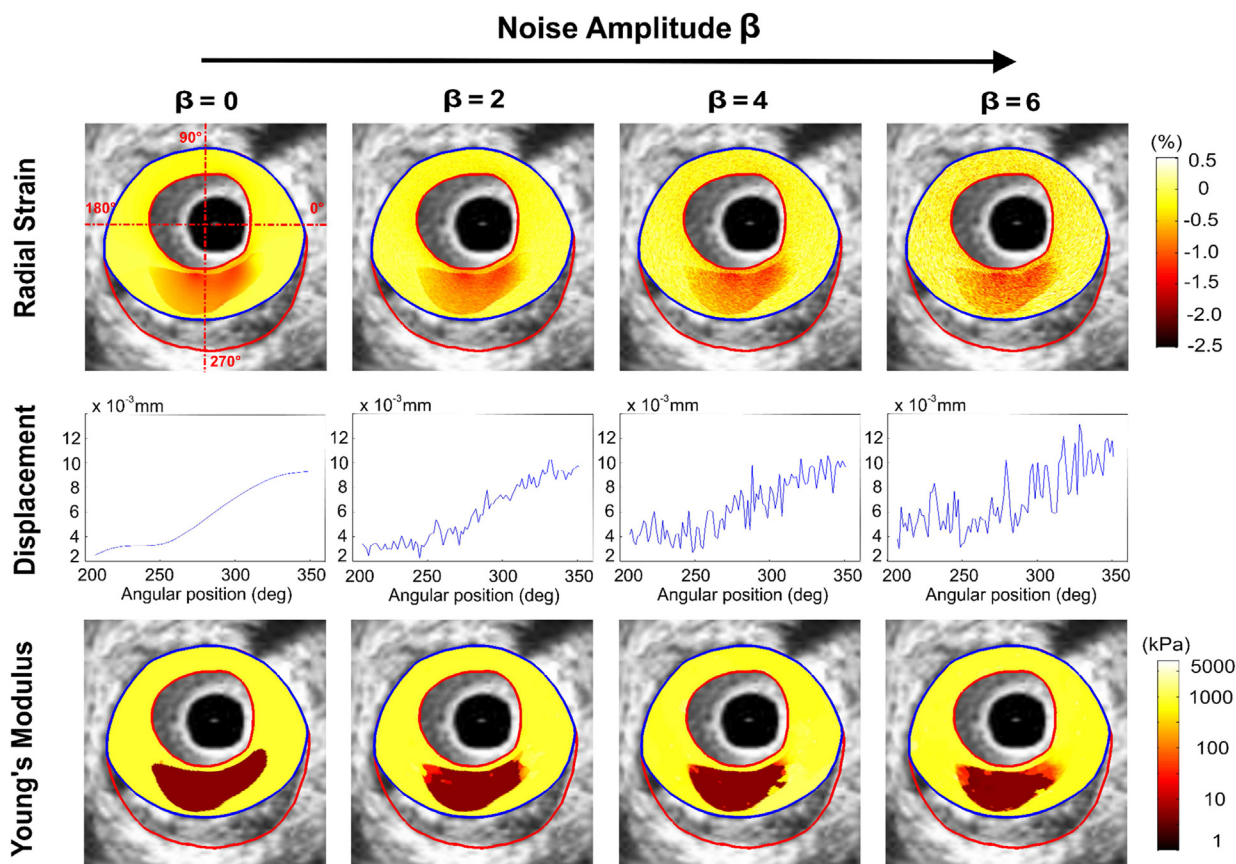 Noise Amplitude β
β = 0
β = 2
β = 4
β = 6
Radial Strain
90°
180°
0°
270°
(%)
0.5
0
-0.5
-1.0
-1.5
-2.0
-2.5
Displacement
x 10-3mm
x 10-3mm
x 10-3mm
x 10-3mm
12
10
8
6
4
2
12
10
8
6
4
2
12
10
8
6
4
2
12
10
8
6
4
2
200 250 300 350
200 250 300 350
200 250 300 350
200 250 300 350
Angular position (deg)
Angular position (deg)
Angular position (deg)
Angular position (deg)
Young's Modulus
(kPa)
5000
1000
100
10
1